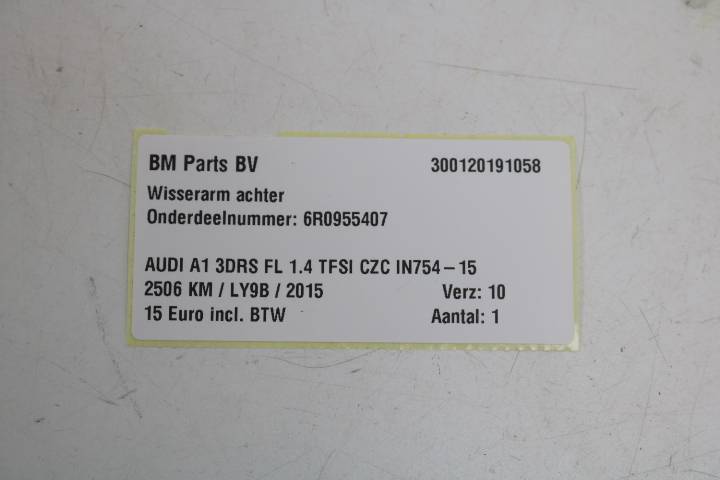 BM Parts BV 300120191058
Wisserarm achter
Onderdeelnummer: 6R0955407
AUDI A1 3DRS FL 1.4 TFSI CZC IN754-15
2506 KM / LY9B / 2015 Verz: 10
15 Euro incl. BTW Aantal: 1